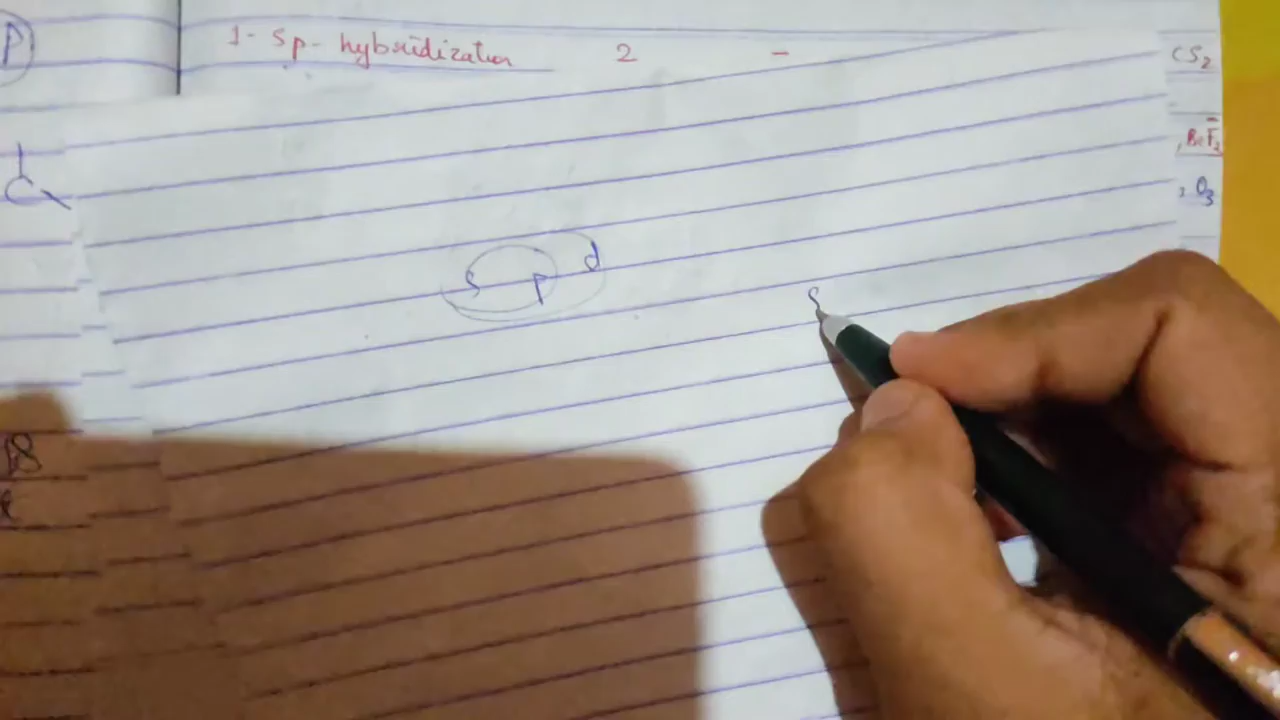 P
1- Sp- hybridization 2 - CS2
, BeF2
, O3
C
S p d
S